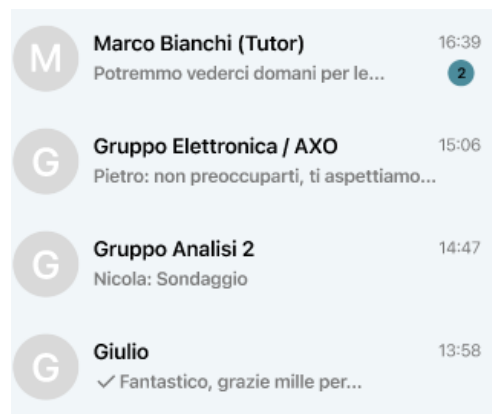 M
Marco Bianchi (Tutor)
16:39
Potremmo vederci domani per le...
2
G
Gruppo Elettronica / AXO
15:06
Pietro: non preoccuparti, ti aspettiamo...
G
Gruppo Analisi 2
14:47
Nicola: Sondaggio
G
Giulio
13:58
✓ Fantastico, grazie mille per...